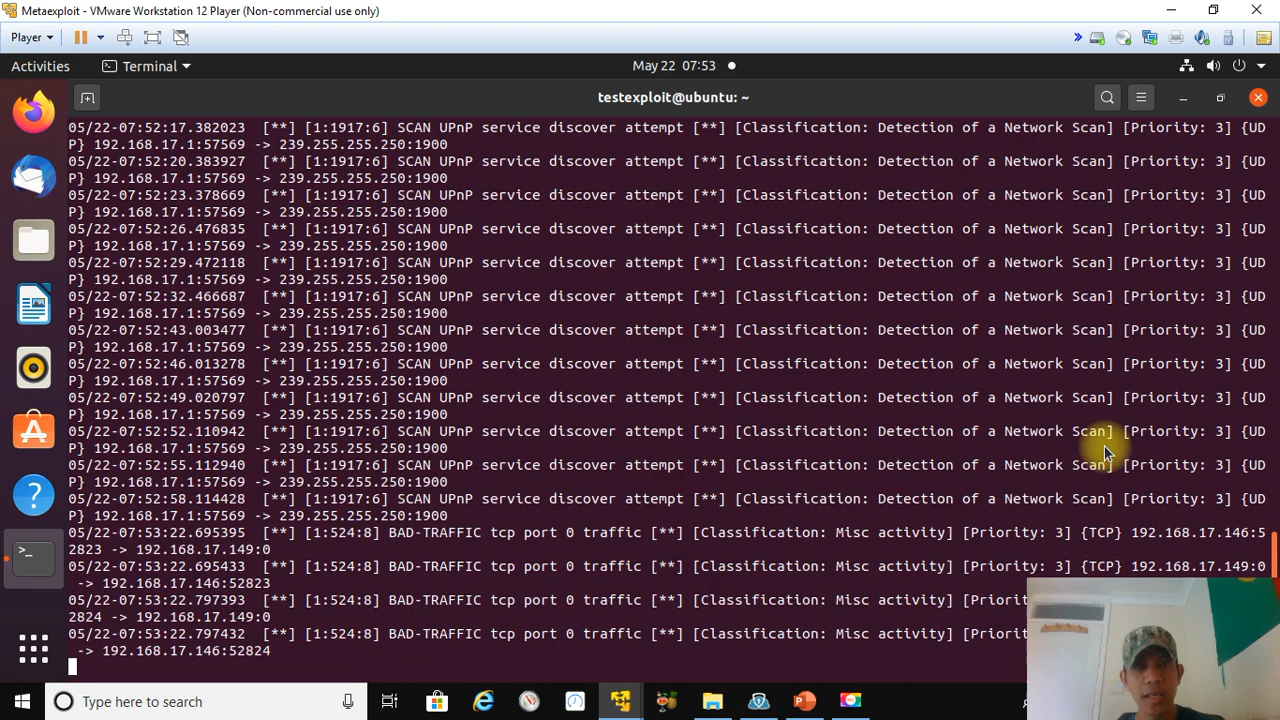 Metaexploit - VMware Workstation 12 Player (Non-commercial use only)
Player
»
Activities
Terminal
May 22 07:53
testexploit@ubuntu: ~
05/22-07:52:17.382023 [**] [1:1917:6] SCAN UPnP service discover attempt [**] [Classification: Detection of a Network Scan] [Priority: 3] {UD
P} 192.168.17.1:57569 -> 239.255.255.250:1900
05/22-07:52:20.383927 [**] [1:1917:6] SCAN UPnP service discover attempt [**] [Classification: Detection of a Network Scan] [Priority: 3] {UD
P} 192.168.17.1:57569 -> 239.255.255.250:1900
05/22-07:52:23.378669 [**] [1:1917:6] SCAN UPnP service discover attempt [**] [Classification: Detection of a Network Scan] [Priority: 3] {UD
P} 192.168.17.1:57569 -> 239.255.255.250:1900
05/22-07:52:26.476835 [**] [1:1917:6] SCAN UPnP service discover attempt [**] [Classification: Detection of a Network Scan] [Priority: 3] {UD
P} 192.168.17.1:57569 -> 239.255.255.250:1900
05/22-07:52:29.472118 [**] [1:1917:6] SCAN UPnP service discover attempt [**] [Classification: Detection of a Network Scan] [Priority: 3] {UD
P} 192.168.17.1:57569 -> 239.255.255.250:1900
05/22-07:52:32.466687 [**] [1:1917:6] SCAN UPnP service discover attempt [**] [Classification: Detection of a Network Scan] [Priority: 3] {UD
P} 192.168.17.1:57569 -> 239.255.255.250:1900
05/22-07:52:43.003477 [**] [1:1917:6] SCAN UPnP service discover attempt [**] [Classification: Detection of a Network Scan] [Priority: 3] {UD
P} 192.168.17.1:57569 -> 239.255.255.250:1900
05/22-07:52:46.013278 [**] [1:1917:6] SCAN UPnP service discover attempt [**] [Classification: Detection of a Network Scan] [Priority: 3] {UD
P} 192.168.17.1:57569 -> 239.255.255.250:1900
05/22-07:52:49.020797 [**] [1:1917:6] SCAN UPnP service discover attempt [**] [Classification: Detection of a Network Scan] [Priority: 3] {UD
P} 192.168.17.1:57569 -> 239.255.255.250:1900
05/22-07:52:52.110942 [**] [1:1917:6] SCAN UPnP service discover attempt [**] [Classification: Detection of a Network Scan] [Priority: 3] {UD
P} 192.168.17.1:57569 -> 239.255.255.250:1900
05/22-07:52:55.112940 [**] [1:1917:6] SCAN UPnP service discover attempt [**] [Classification: Detection of a Network Scan] [Priority: 3] {UD
P} 192.168.17.1:57569 -> 239.255.255.250:1900
05/22-07:52:58.114428 [**] [1:1917:6] SCAN UPnP service discover attempt [**] [Classification: Detection of a Network Scan] [Priority: 3] {UD
P} 192.168.17.1:57569 -> 239.255.255.250:1900
05/22-07:53:22.695395 [**] [1:524:8] BAD-TRAFFIC tcp port 0 traffic [**] [Classification: Misc activity] [Priority: 3] {TCP} 192.168.17.146:5
2823 -> 192.168.17.149:0
05/22-07:53:22.695433 [**] [1:524:8] BAD-TRAFFIC tcp port 0 traffic [**] [Classification: Misc activity] [Priority: 3] {TCP} 192.168.17.149:0
-> 192.168.17.146:52823
05/22-07:53:22.797393 [**] [1:524:8] BAD-TRAFFIC tcp port 0 traffic [**] [Classification: Misc activity] [Priorit
2824 -> 192.168.17.149:0
05/22-07:53:22.797432 [**] [1:524:8] BAD-TRAFFIC tcp port 0 traffic [**] [Classification: Misc activity] [Priorit
-> 192.168.17.146:52824
Type here to search